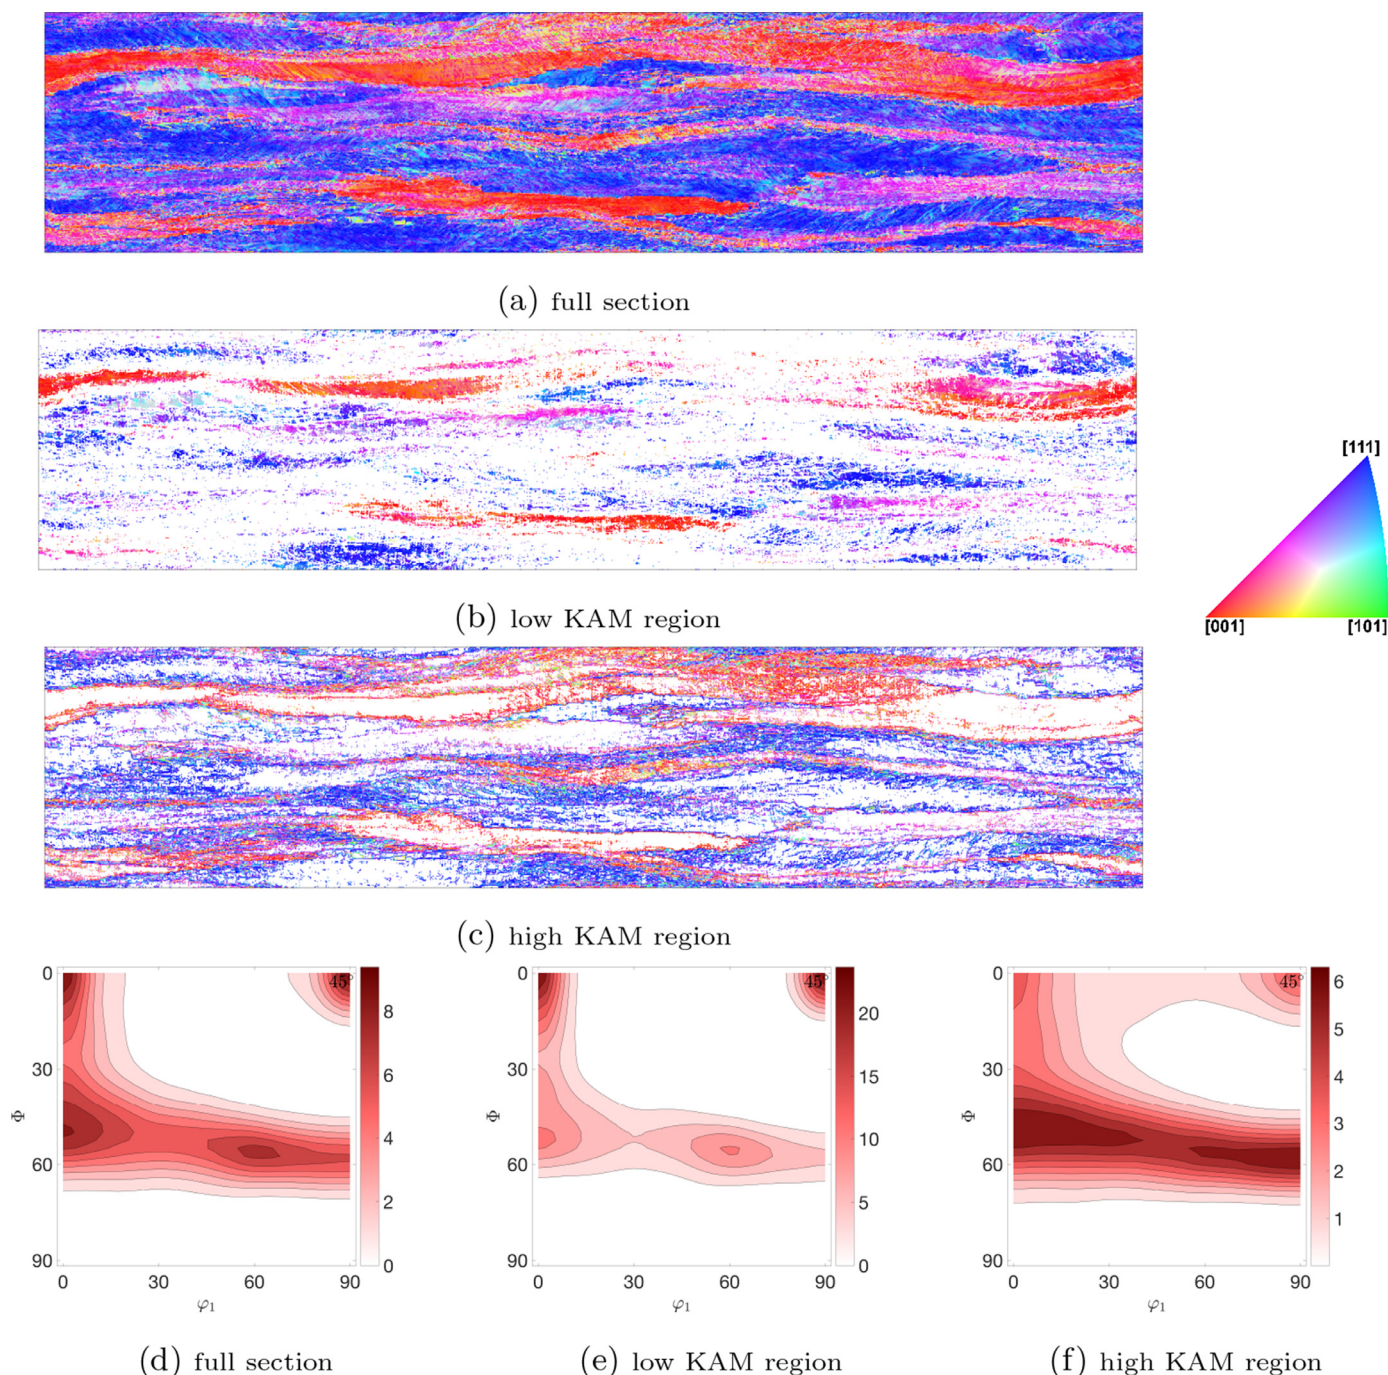 (a) full section
(b) low KAM region
[111]
[001] [101]
(c) high KAM region
0 30 60 90
Φ
0 30 60 90
φ1
45°
8 6 4 2 0
0 30 60 90
Φ
0 30 60 90
φ1
45°
20 15 10 5 0
0 30 60 90
Φ
0 30 60 90
φ1
45°
6 5 4 3 2 1
(d) full section
(e) low KAM region
(f) high KAM region